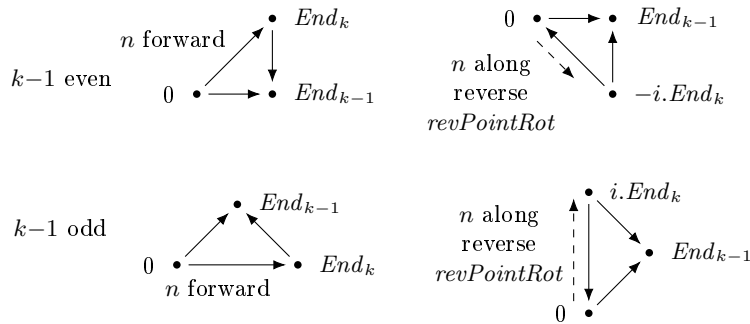 End_k
n forward
k−1 even
0
End_{k−1}
0
End_{k−1}
n along
reverse
revPointRot
−i.End_k
End_{k−1}
k−1 odd
0
End_k
n forward
i.End_k
n along
reverse
revPointRot
End_{k−1}
0